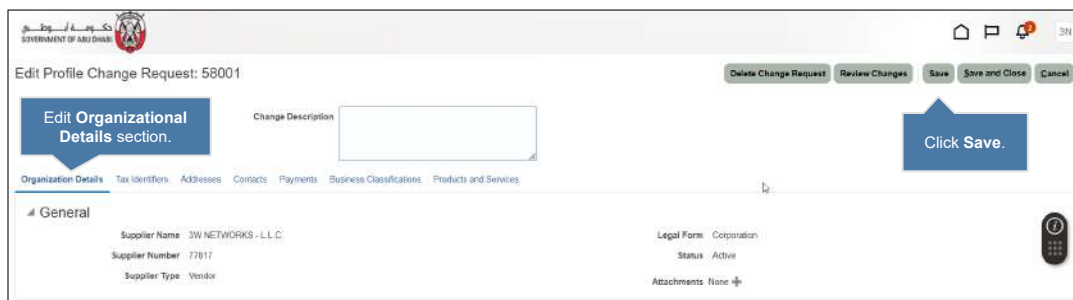 GOVERNMENT OF ABU DHABI
2
3N
Edit Profile Change Request: 58001
Delete Change Request
Review Changes
Save
Save and Close
Cancel
Edit Organizational
Details section.
Change Description
Click Save.
Organization Details
Tax Identifiers
Addresses
Contacts
Payments
Business Classifications
Products and Services
General
Supplier Name 3W NETWORKS - L.L.C
Legal Form Corporation
Supplier Number 77817
Status Active
Supplier Type Vendor
Attachments None